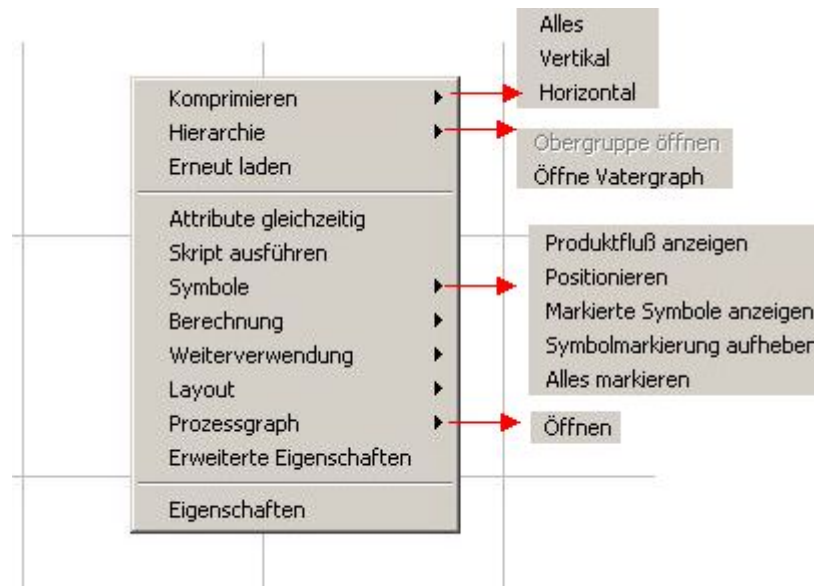 Alles
Vertikal
Horizontal
Komprimieren
Hierarchie
Erneut laden
Obergruppe öffnen
Öffne Vatergraph
Attribute gleichzeitig
Skript ausführen
Symbole
Berechnung
Weiterverwendung
Layout
Prozessgraph
Erweiterte Eigenschaften
Eigenschaften
Produktfluß anzeigen
Positionieren
Markierte Symbole anzeigen
Symbolmarkierung aufheben
Alles markieren
Öffnen